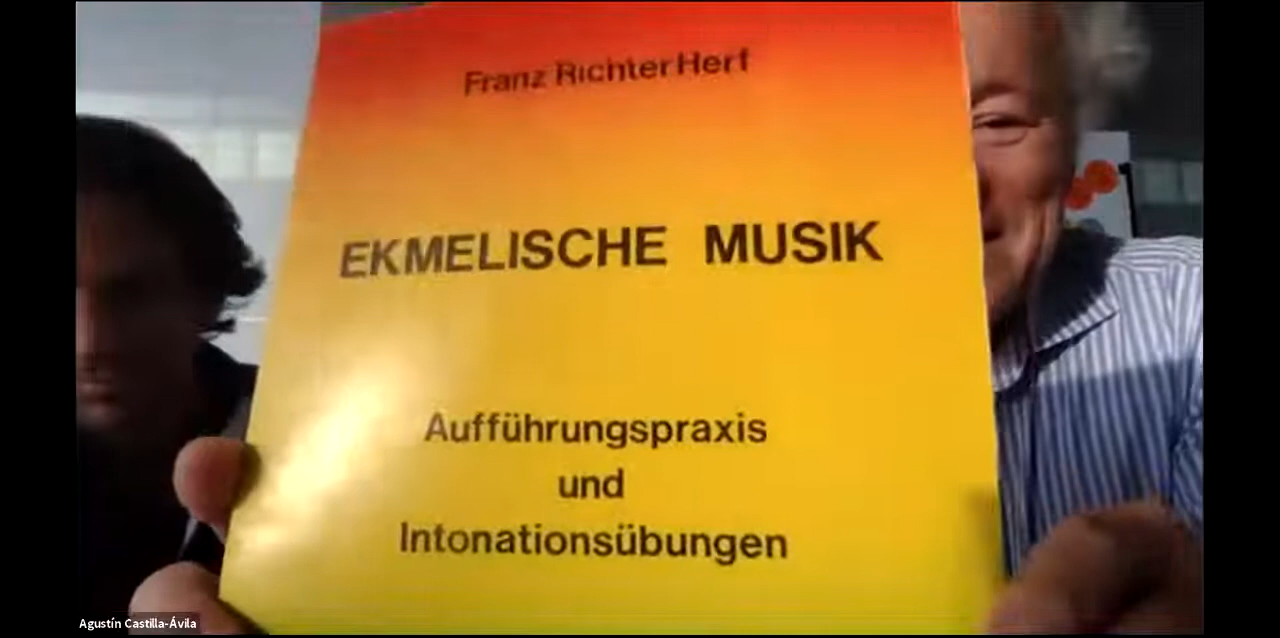 Franz Richter Herf
EKMELISCHE MUSIK
Aufführungspraxis
und
Intonationsübungen
Agustín Castilla-Ávila